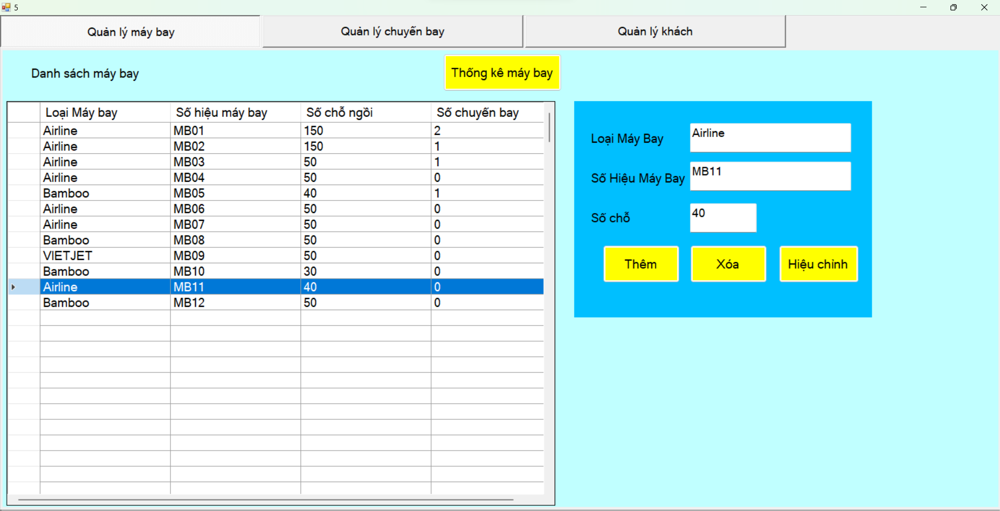 5
Quản lý máy bay
Quản lý chuyến bay
Quản lý khách
Danh sách máy bay
Thống kê máy bay
Loại Máy bay Số hiệu máy bay Số chỗ ngồi Số chuyến bay
Airline MB01 150 2
Airline MB02 150 1
Airline MB03 50 1
Airline MB04 50 0
Bamboo MB05 40 1
Airline MB06 50 0
Airline MB07 50 0
Bamboo MB08 50 0
VIETJET MB09 50 0
Bamboo MB10 30 0
Airline MB11 40 0
Bamboo MB12 50 0
Loại Máy Bay Airline
Số Hiệu Máy Bay MB11
Số chỗ 40
Thêm
Xóa
Hiệu chỉnh